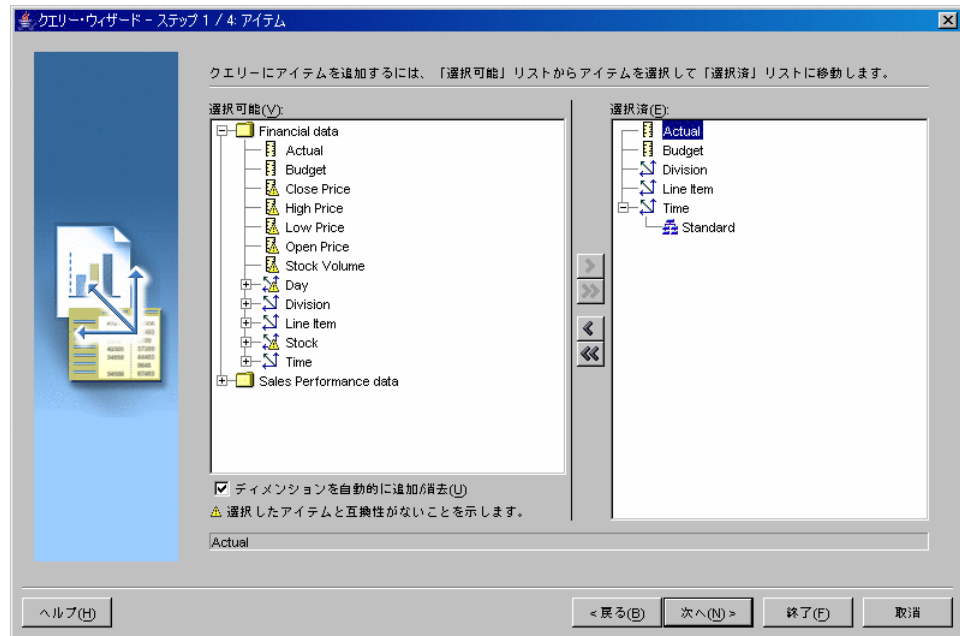 クエリー・ウィザード - ステップ 1 / 4: アイテム
クエリーにアイテムを追加するには、「選択可能」リストからアイテムを選択して「選択済」リストに移動します。
選択可能(V):
Financial data
Actual
Budget
Close Price
High Price
Low Price
Open Price
Stock Volume
Day
Division
Line Item
Stock
Time
Sales Performance data
ディメンションを自動的に追加/消去(U)
選択したアイテムと互換性がないことを示します。
選択済(E):
Actual
Budget
Division
Line Item
Time
Standard
Actual
ヘルプ(H)
< 戻る(B)
次へ(N) >
終了(F)
取消